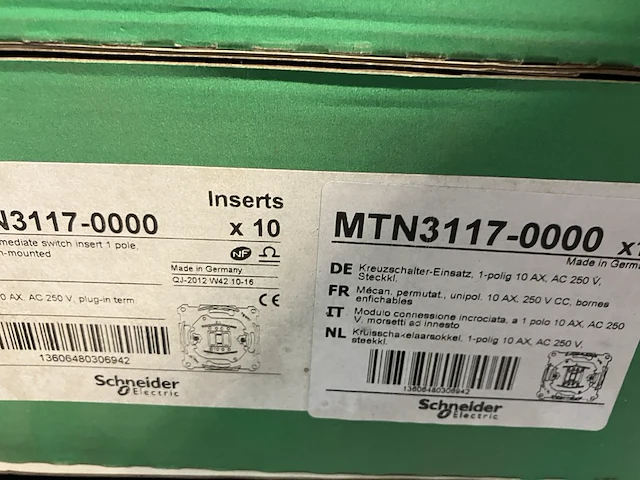 Inserts
N3117-0000
x 10
mediate switch insert 1 pole,
h-mounted
NF
Made in Germany
QJ-2012 W42 10-16
0 AX, AC 250 V, plug-in term
CE
13606480306942
Schneider
Electric
MTN3117-0000
Made in Germany
DE Kreuzschalter-Einsatz, 1-polig 10 AX, AC 250 V,
Steckkl.
FR Mécan. permutat., unipol. 10 AX. 250 V CC, bornes
enfichables
IT Modulo connessione incrociata, a 1 polo 10 AX, AC 250
V, morsetti ad innesto
NL Kruisschakelaarsokkel, 1-polig 10 AX, AC 250 V,
steekkl.
13606480306942
Schneider
Electric